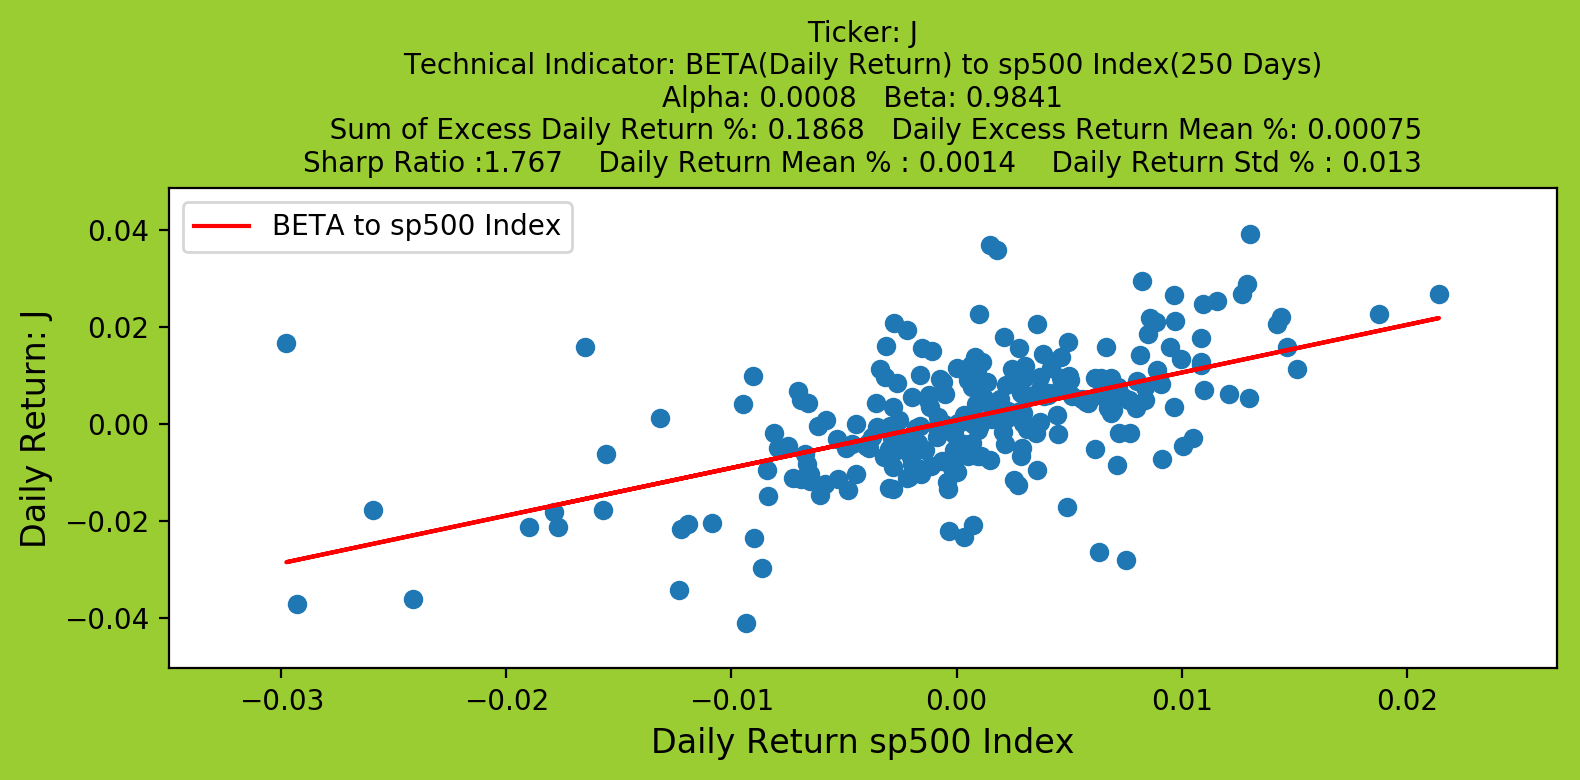 Ticker: J
Technical Indicator: BETA(Daily Return) to sp500 Index(250 Days)
Alpha: 0.0008   Beta: 0.9841
Sum of Excess Daily Return %: 0.1868   Daily Excess Return Mean %: 0.00075
Sharp Ratio :1.767    Daily Return Mean % : 0.0014    Daily Return Std % : 0.013
BETA to sp500 Index
Daily Return: J
0.04
0.02
0.00
−0.02
−0.04
−0.03
−0.02
−0.01
0.00
0.01
0.02
Daily Return sp500 Index